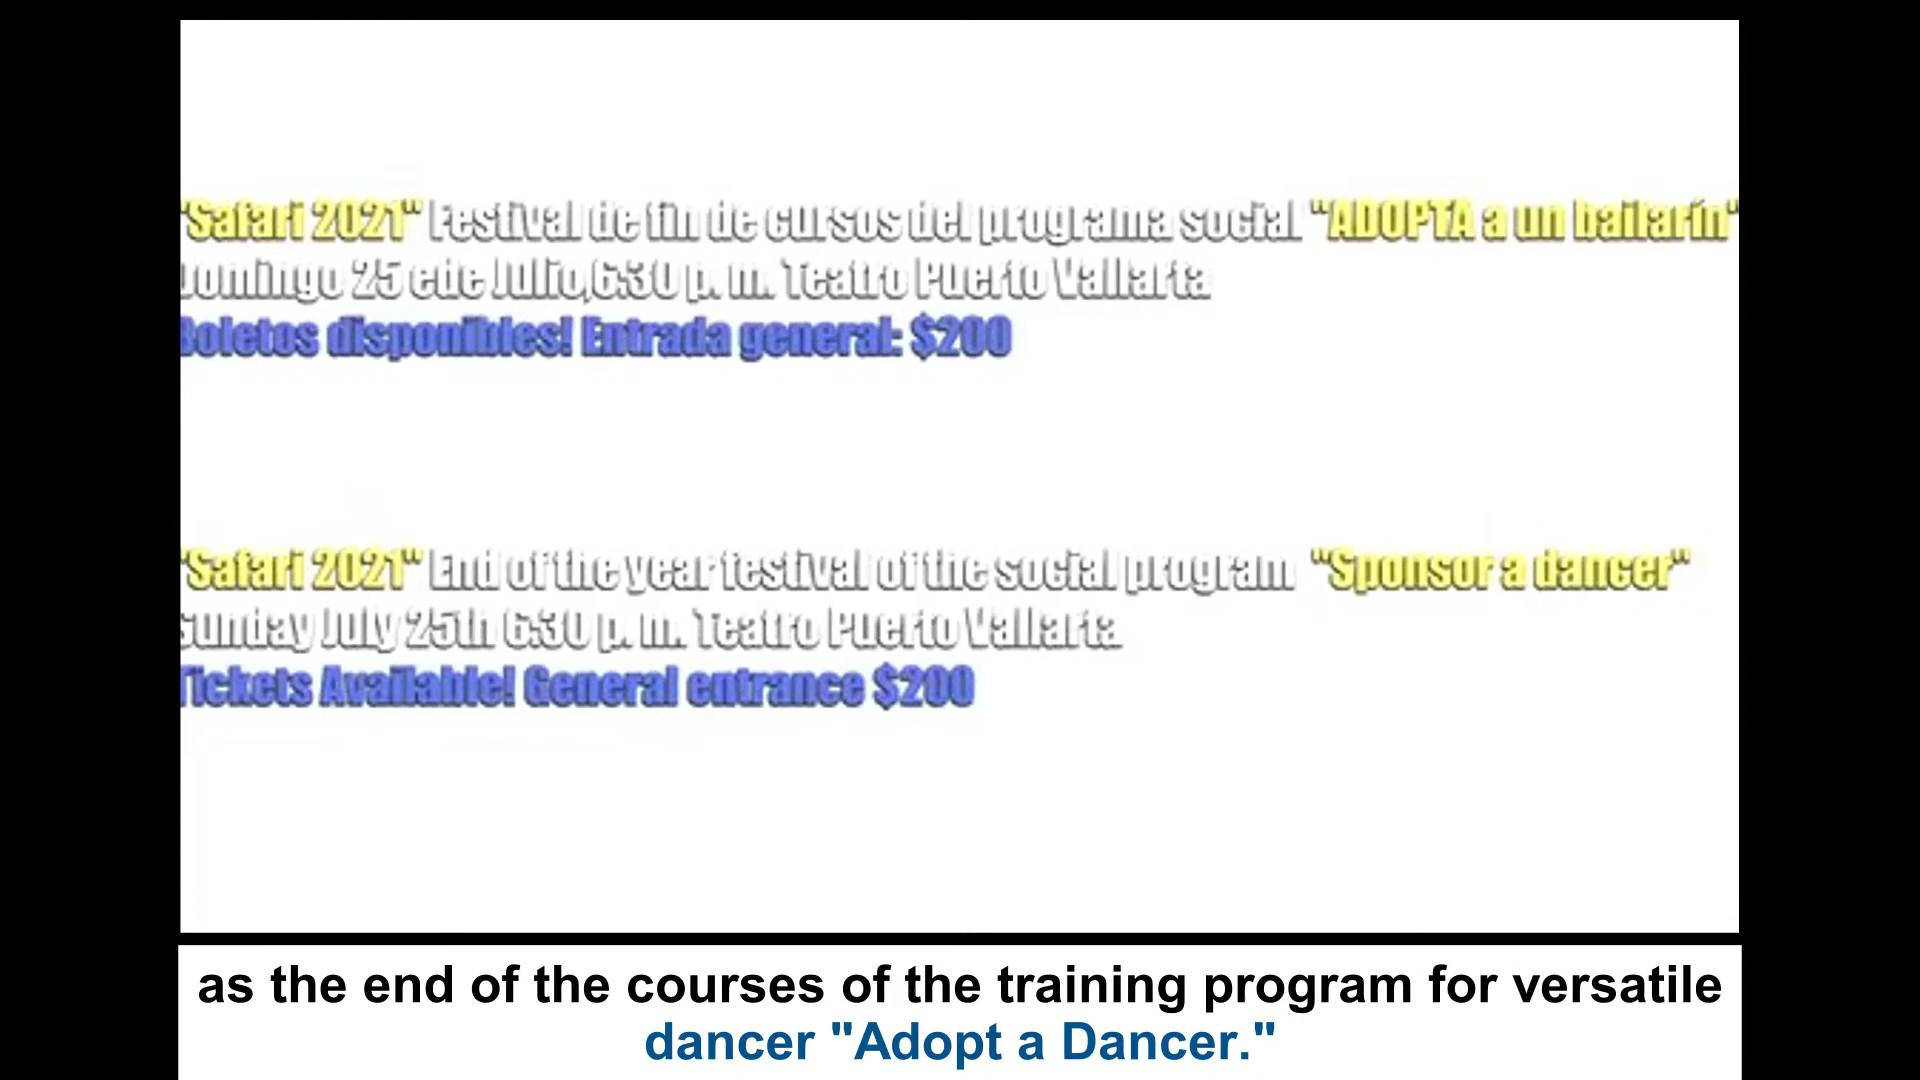 "Safari 2021" Festival de fin de cursos del programa social "ADOPTA a un bailarín"
Domingo 25 ede Julio,6:30 p. m. Teatro Puerto Vallarta
Boletos disponibles! Entrada general: $200
"Safari 2021" End of the year festival of the social program "Sponsor a dancer"
Sunday July 25th 6:30 p. m. Teatro Puerto Vallarta
Tickets Available! General entrance $200
as the end of the courses of the training program for versatile
dancer "Adopt a Dancer."